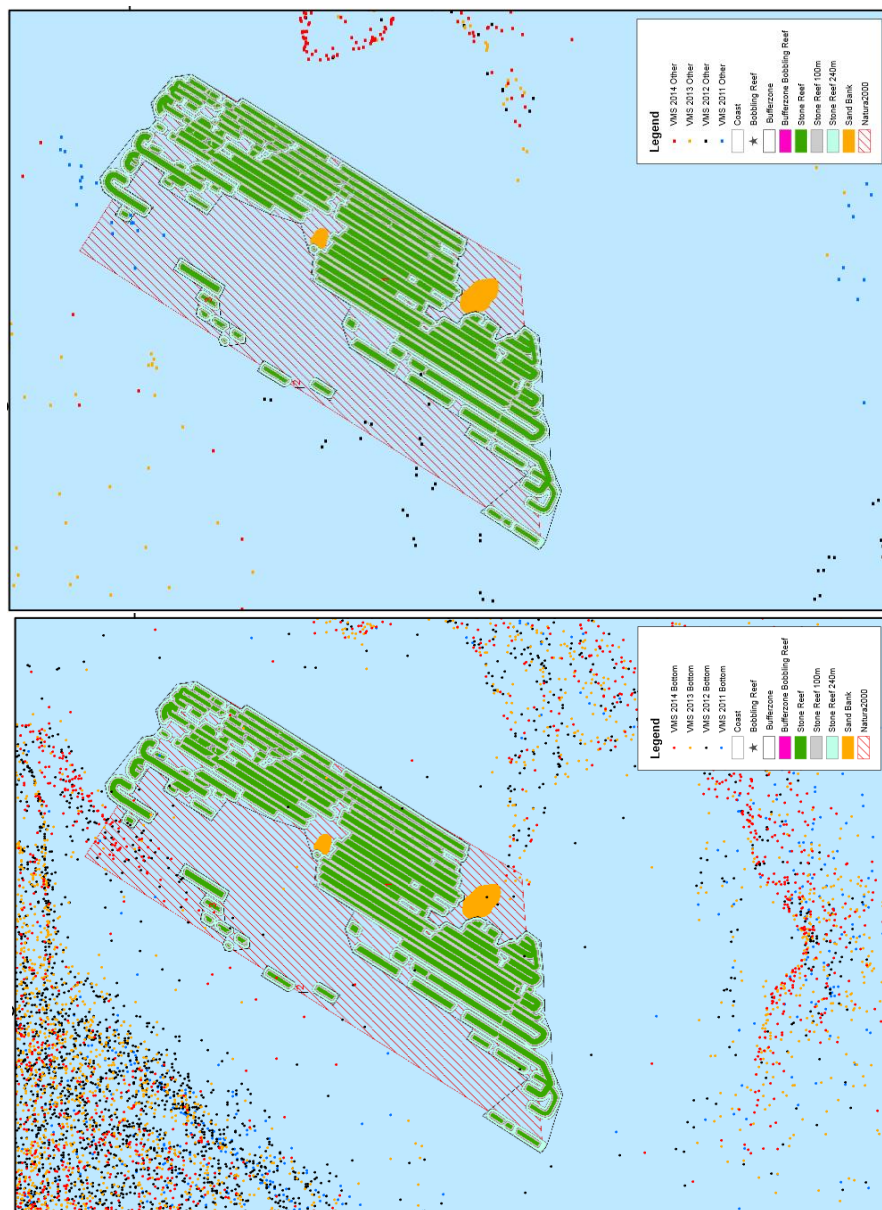 Legend
VMS 2014 Other
VMS 2013 Other
VMS 2012 Other
VMS 2011 Other
Coast
Bobbling Reef
Bufferzone
Bufferzone Bobbling Reef
Stone Reef
Stone Reef 100m
Stone Reef 240m
Sand Bank
Natura2000
Legend
VMS 2014 Bottom
VMS 2013 Bottom
VMS 2012 Bottom
VMS 2011 Bottom
Coast
Bobbling Reef
Bufferzone
Bufferzone Bobbling Reef
Stone Reef
Stone Reef 100m
Stone Reef 240m
Sand Bank
Natura2000